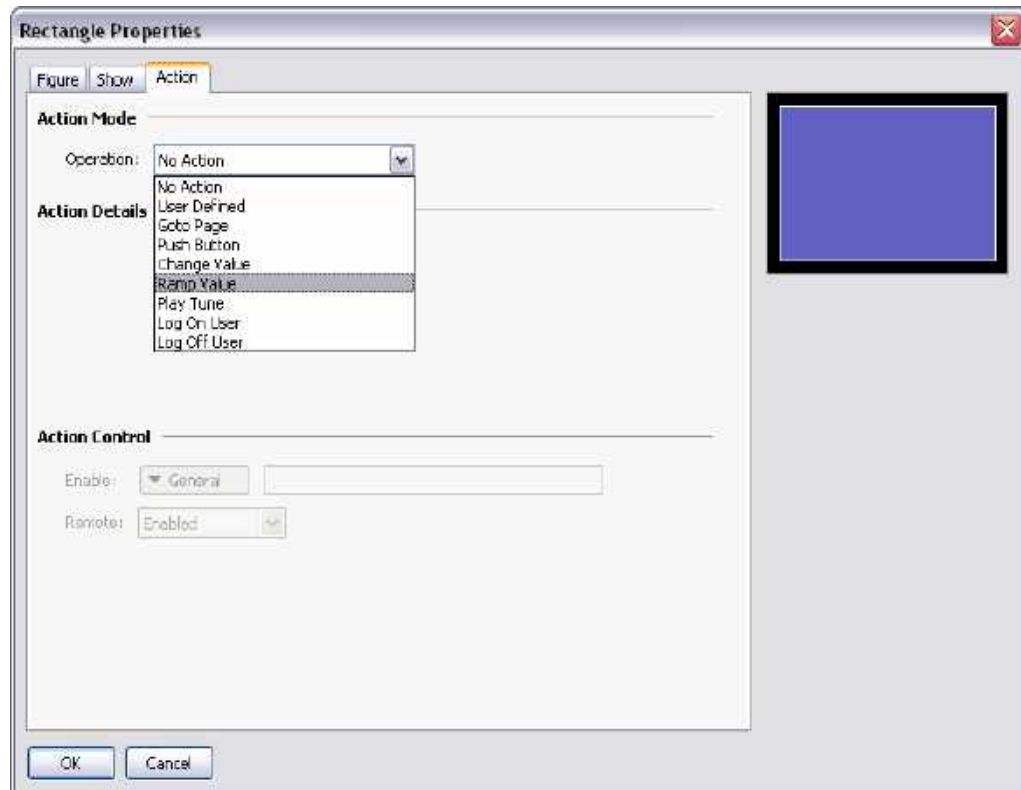 Rectangle Properties
Figure Show Action
Action Mode
Operation: No Action
No Action
User Defined
Goto Page
Push Button
Change Value
Ramp Value
Play Tune
Log On User
Log Off User
Action Details
Action Control
Enable: General
Remote: Enabled
OK Cancel